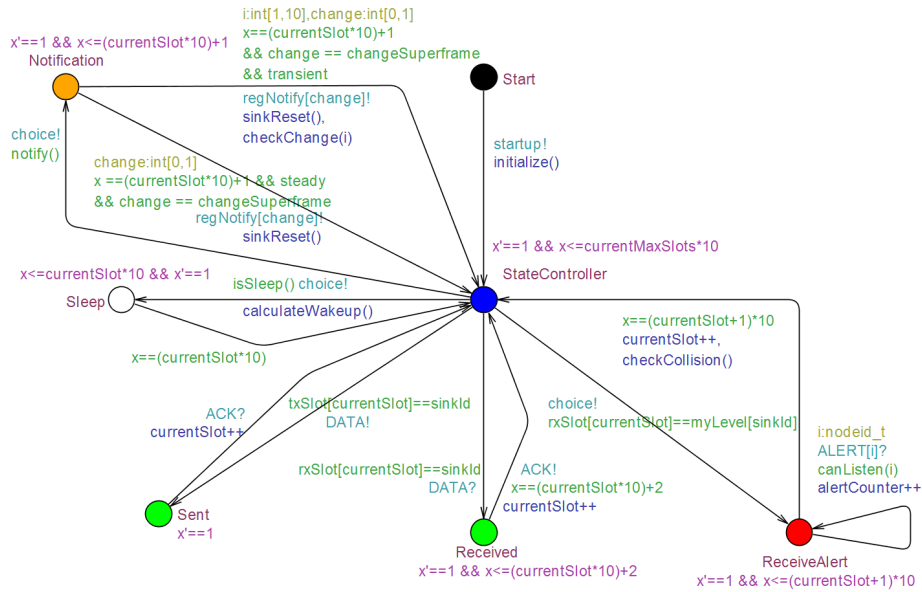 i:int[1,10],change:int[0,1]
x==(currentSlot*10)+1
&& change == changeSuperframe
&& transient
regNotify[change]!
sinkReset(),
checkChange(i)
x'==1 && x<=(currentSlot*10)+1
Notification
Start
choice!
notify()
startup!
initialize()
change:int[0,1]
x ==(currentSlot*10)+1 && steady
&& change == changeSuperframe
regNotify[change]!
sinkReset()
x'==1 && x<=currentMaxSlots*10
StateController
x<=currentSlot*10 && x'==1
Sleep
isSleep() choice!
calculateWakeup()
x==(currentSlot*10)
x==(currentSlot+1)*10
currentSlot++,
checkCollision()
ACK?
currentSlot++
txSlot[currentSlot]==sinkId
DATA!
choice!
rxSlot[currentSlot]==myLevel[sinkId]
rxSlot[currentSlot]==sinkId
DATA?
ACK!
x==(currentSlot*10)+2
currentSlot++
i:nodeid_t
ALERT[i]?
canListen(i)
alertCounter++
Sent
x'==1
Received
x'==1 && x<=(currentSlot*10)+2
ReceiveAlert
x'==1 && x<=(currentSlot+1)*10